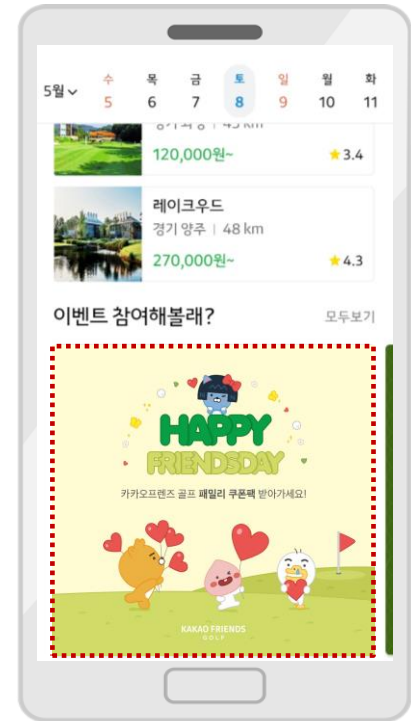 5월
수 목 금 토 일 월 화
5 6 7 8 9 10 11
120,000원~ 3.4
레이크우드
경기 양주 | 48 km
270,000원~ 4.3
이벤트 참여해볼래? 모두보기
HAPPY
FRIENDSDAY
카카오프렌즈 골프 패밀리 쿠폰팩 받아가세요!
KAKAO FRIENDS
GOLF